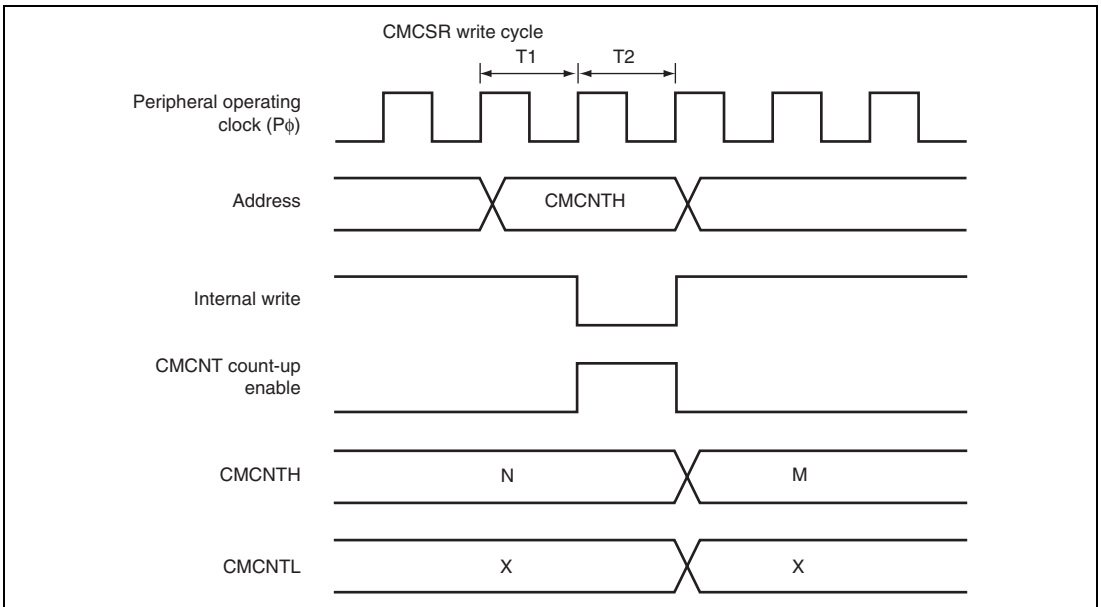 CMCSR write cycle
T1 T2
Peripheral operating
clock (Pϕ)
Address CMCNTH
Internal write
CMCNT count-up
enable
CMCNTH N M
CMCNTL X X